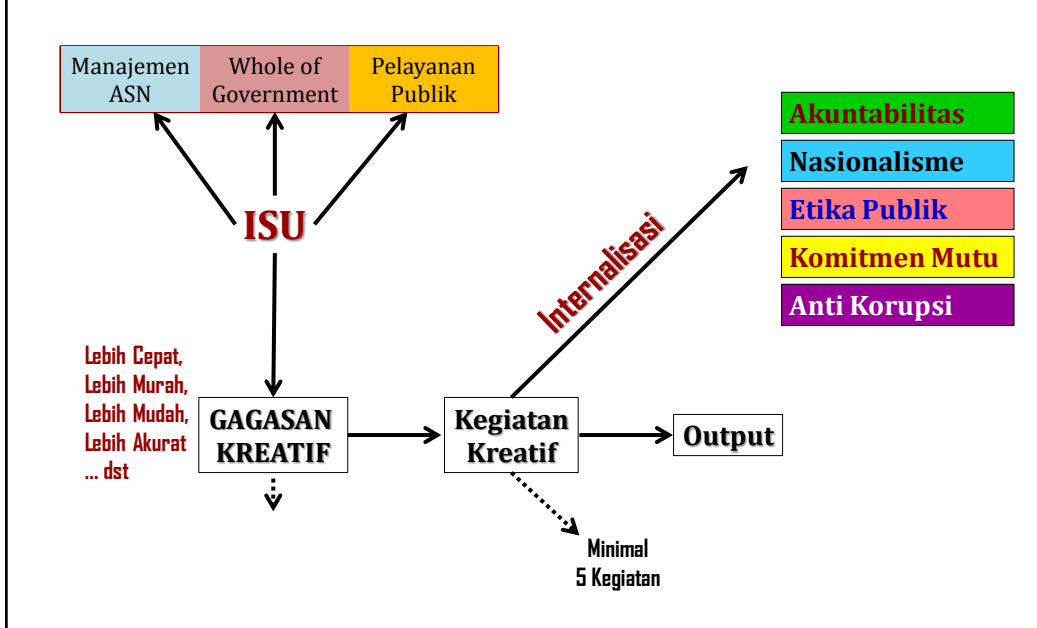 Manajemen
ASN
Whole of
Government
Pelayanan
Publik
ISU
Akuntabilitas
Nasionalisme
Etika Publik
Komitmen Mutu
Anti Korupsi
Internalisasi
Lebih Cepat,
Lebih Murah,
Lebih Mudah,
Lebih Akurat
... dst
GAGASAN
KREATIF
Kegiatan
Kreatif
Output
Minimal
5 Kegiatan